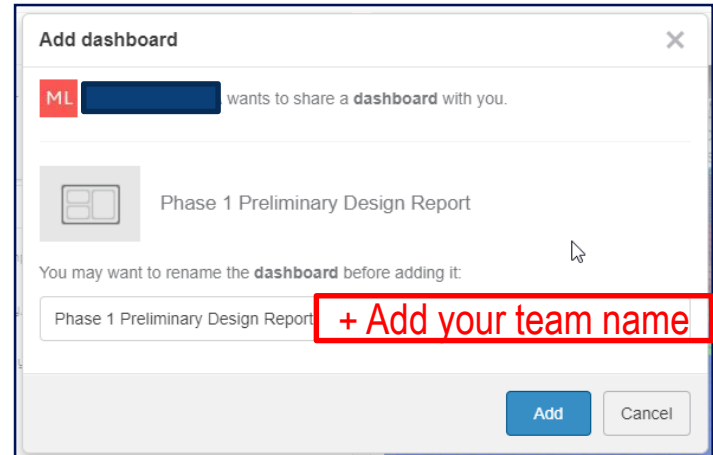 Add dashboard
ML wants to share a dashboard with you.
Phase 1 Preliminary Design Report
You may want to rename the dashboard before adding it:
Phase 1 Preliminary Design Report + Add your team name
Add Cancel